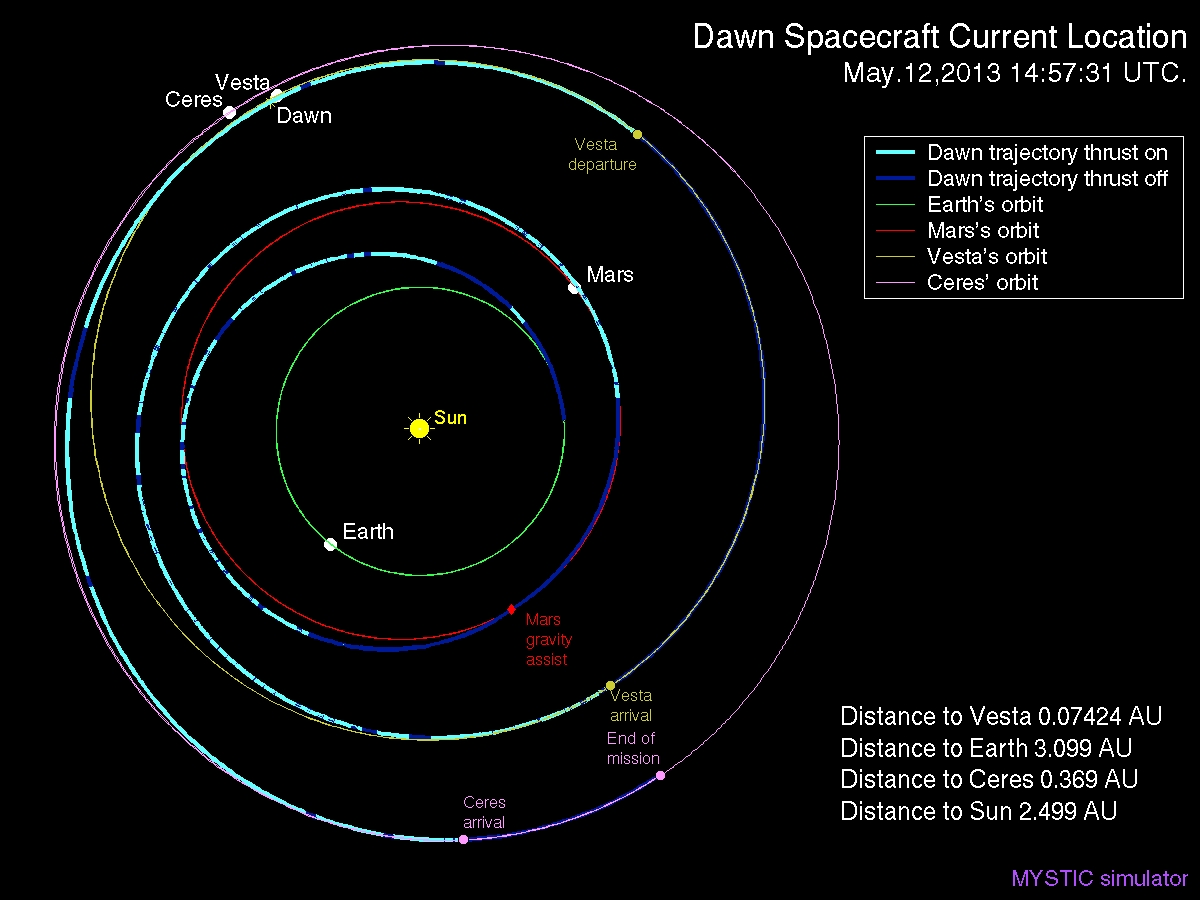 Dawn Spacecraft Current Location
May.12,2013 14:57:31 UTC.
Vesta
Ceres
Dawn
Vesta
departure
Dawn trajectory thrust on
Dawn trajectory thrust off
Earth's orbit
Mars's orbit
Vesta's orbit
Ceres' orbit
Mars
Sun
Earth
Mars
gravity
assist
Vesta
arrival
End of
mission
Ceres
arrival
Distance to Vesta 0.07424 AU
Distance to Earth 3.099 AU
Distance to Ceres 0.369 AU
Distance to Sun 2.499 AU
MYSTIC simulator